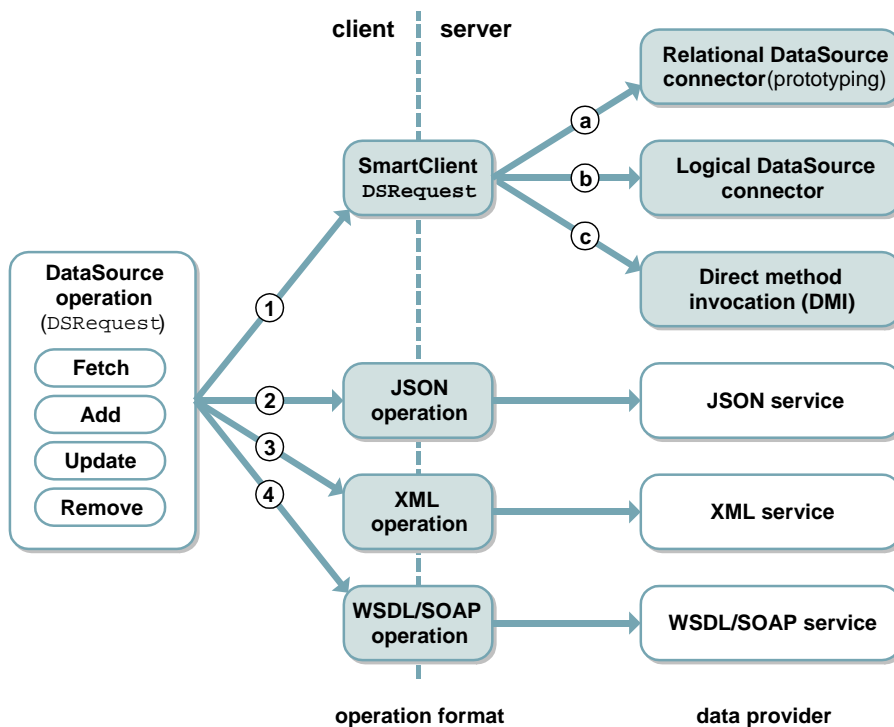 client
server
Relational DataSource
connector(prototyping)
a
SmartClient
DSRequest
b
Logical DataSource
connector
c
Direct method
invocation (DMI)
DataSource
operation
(DSRequest)
Fetch
Add
Update
Remove
1
2
JSON
operation
JSON service
3
4
XML
operation
XML service
WSDL/SOAP
operation
WSDL/SOAP service
operation format
data provider